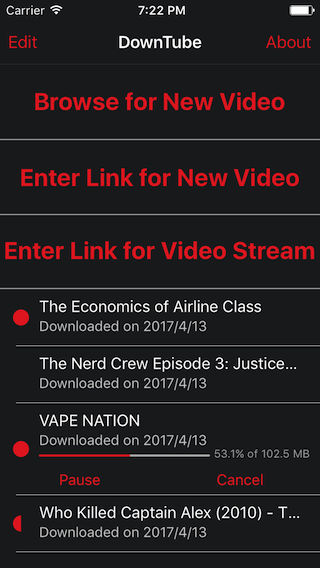 Carrier 7:22 PM
Edit DownTube About
Browse for New Video
Enter Link for New Video
Enter Link for Video Stream
The Economics of Airline Class
Downloaded on 2017/4/13
The Nerd Crew Episode 3: Justice...
Downloaded on 2017/4/13
VAPE NATION
Downloaded on 2017/4/13
53.1% of 102.5 MB
Pause Cancel
Who Killed Captain Alex (2010) - T...
Downloaded on 2017/4/13